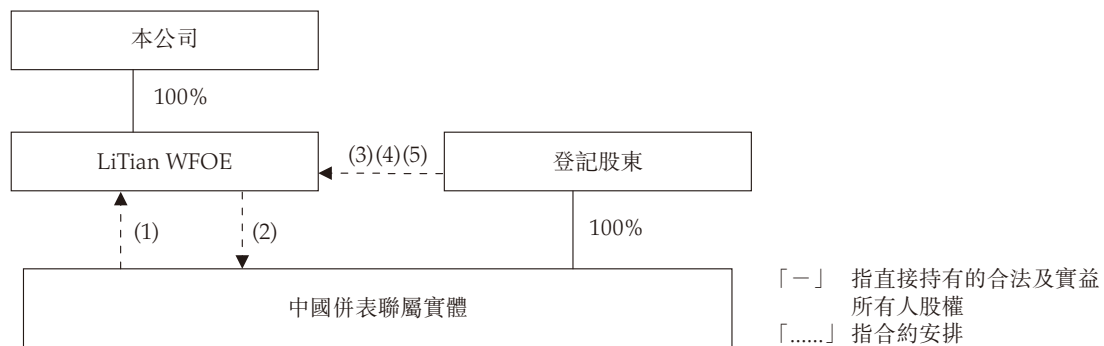 本公司
100%
LiTian WFOE
(3)(4)(5)
登記股東
(1)
(2)
100%
中國併表聯屬實體
「－」 指直接持有的合法及實益
所有人股權
「......」 指合約安排